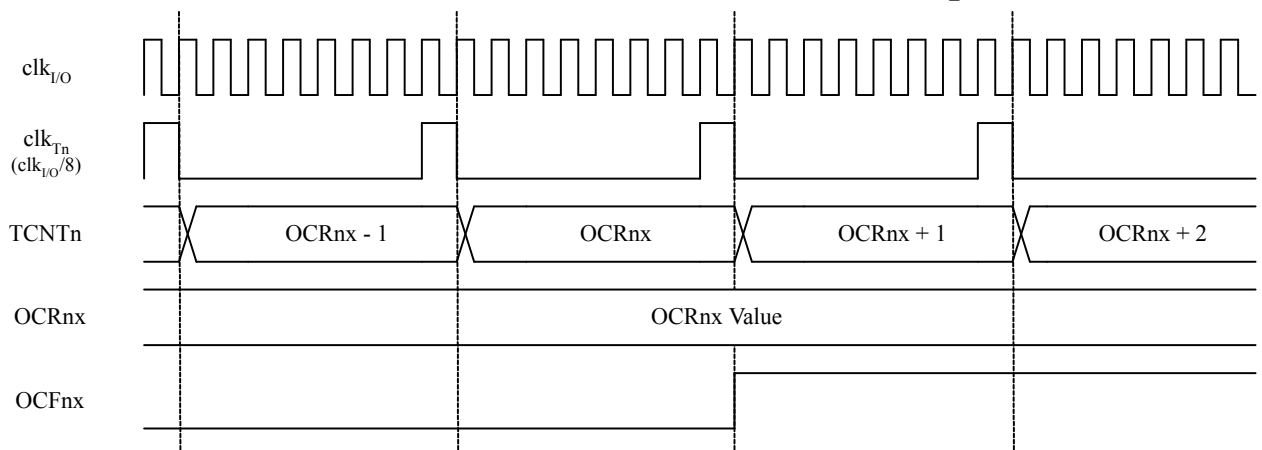 clkI/O
clkTn
(clkI/O/8)
TCNTn
OCRnx - 1
OCRnx
OCRnx + 1
OCRnx + 2
OCRnx
OCRnx Value
OCFnx